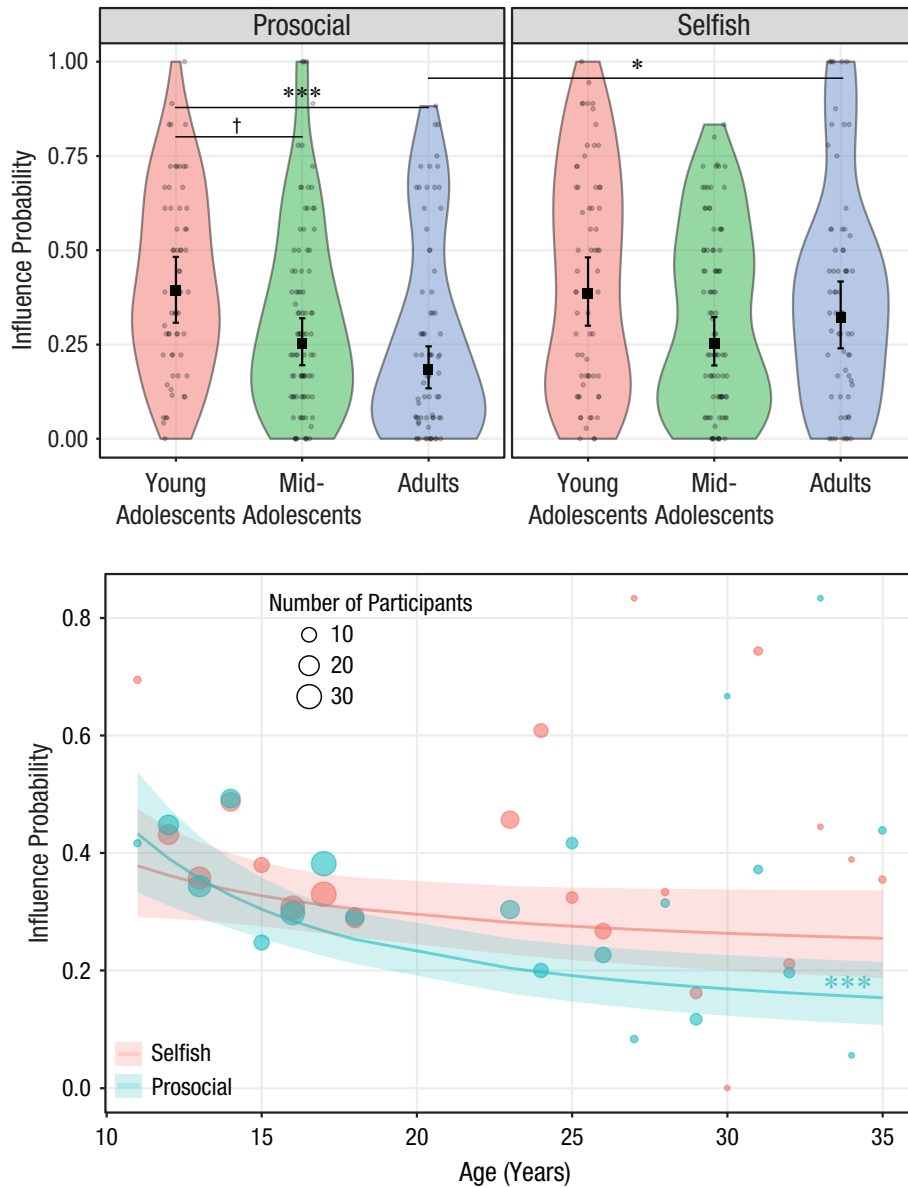 Prosocial
Selfish
Influence Probability
1.00
0.75
0.50
0.25
0.00
***
†
*
Young
Adolescents
Mid-
Adolescents
Adults
Young
Adolescents
Mid-
Adolescents
Adults
Influence Probability
0.8
0.6
0.4
0.2
0.0
Number of Participants
10
20
30
***
Selfish
Prosocial
10
15
20
25
30
35
Age (Years)